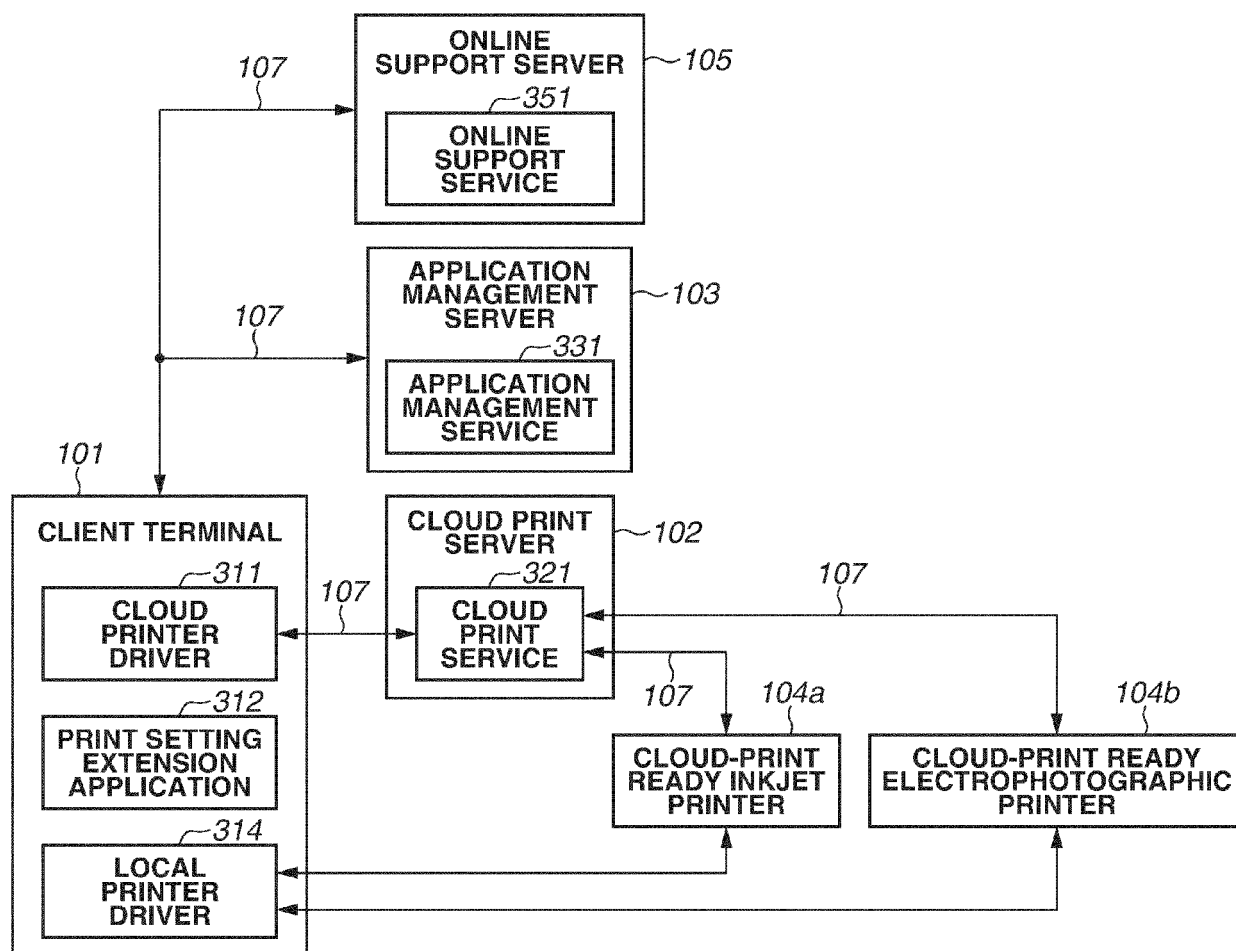 ONLINE
SUPPORT SERVER
105
107
351
ONLINE
SUPPORT
SERVICE
APPLICATION
MANAGEMENT
SERVER
103
107
331
APPLICATION
MANAGEMENT
SERVICE
101
CLIENT TERMINAL
CLOUD PRINT
SERVER
102
311
CLOUD
PRINTER
DRIVER
107
321
CLOUD
PRINT
SERVICE
107
107
312
PRINT SETTING
EXTENSION
APPLICATION
104a
CLOUD-PRINT
READY INKJET
PRINTER
104b
CLOUD-PRINT READY
ELECTROPHOTOGRAPHIC
PRINTER
314
LOCAL
PRINTER
DRIVER